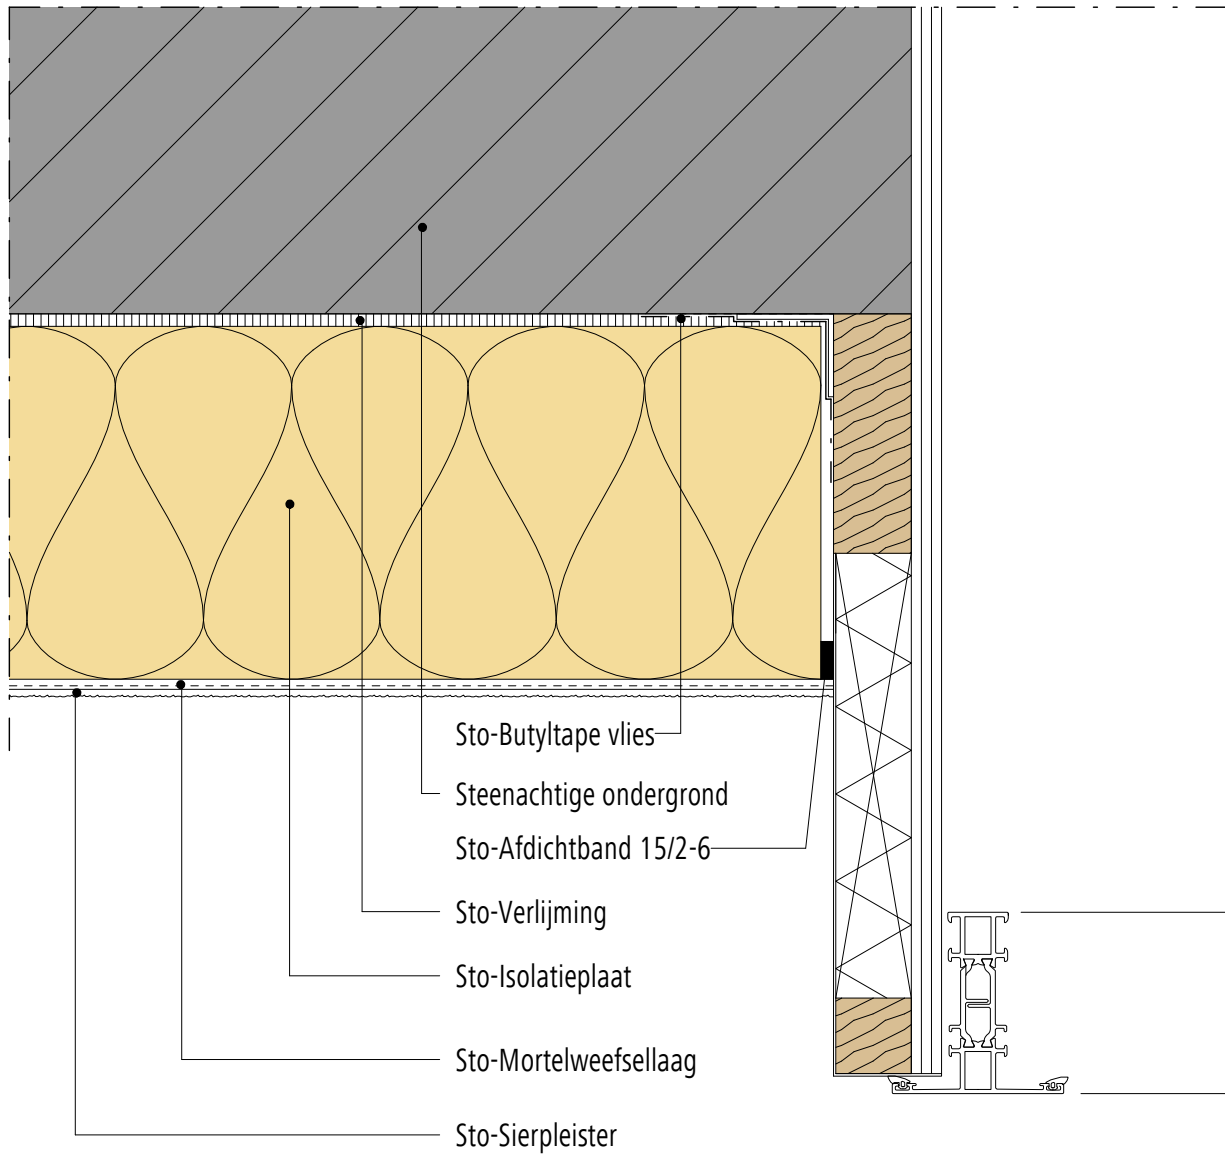 Sto-Butyltape vlies
Steenachtige ondergrond
Sto-Afdichtband 15/2-6
Sto-Verlijming
Sto-Isolatieplaat
Sto-Mortelweefsellaag
Sto-Sierpleister